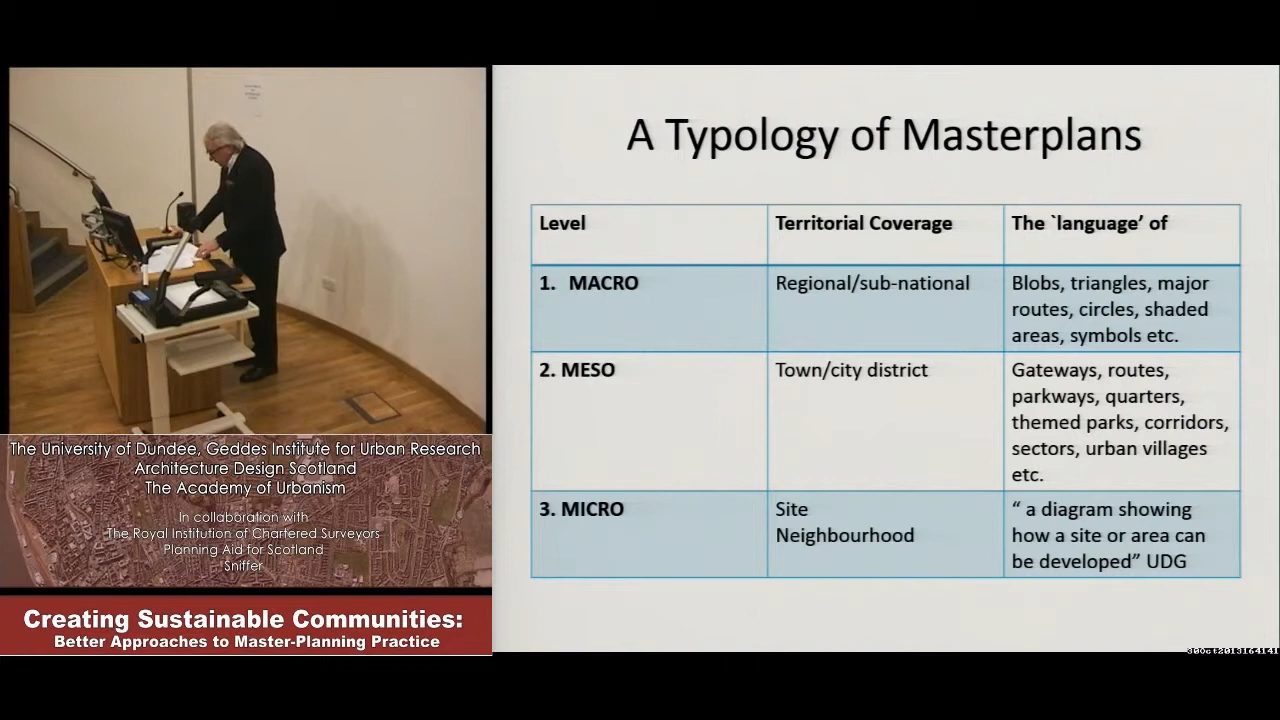 A Typology of Masterplans
Level
Territorial Coverage
The `language’ of
1. MACRO
Regional/sub-national
Blobs, triangles, major
routes, circles, shaded
areas, symbols etc.
2. MESO
Town/city district
Gateways, routes,
parkways, quarters,
themed parks, corridors,
sectors, urban villages
etc.
3. MICRO
Site
Neighbourhood
“ a diagram showing
how a site or area can
be developed” UDG
The University of Dundee, Geddes Institute for Urban Research
Architecture Design Scotland
The Academy of Urbanism
In collaboration with
The Royal Institution of Chartered Surveyors
Planning Aid for Scotland
Sniffer
Creating Sustainable Communities:
Better Approaches to Master-Planning Practice
30Oct2013164141